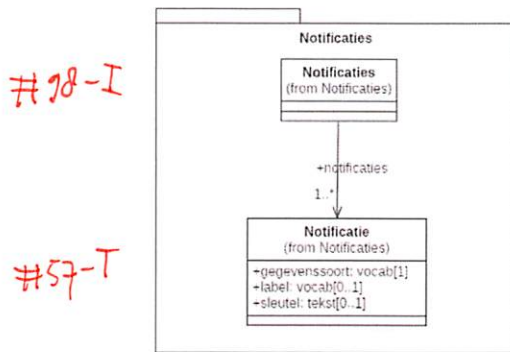 Notificaties
#98-I
Notificaties
(from Notificaties)
+notificaties
1..*
#57-T
Notificatie
(from Notificaties)
+gegevenssoort: vocab[1]
+label: vocab[0..1]
+sleutel: tekst[0..1]